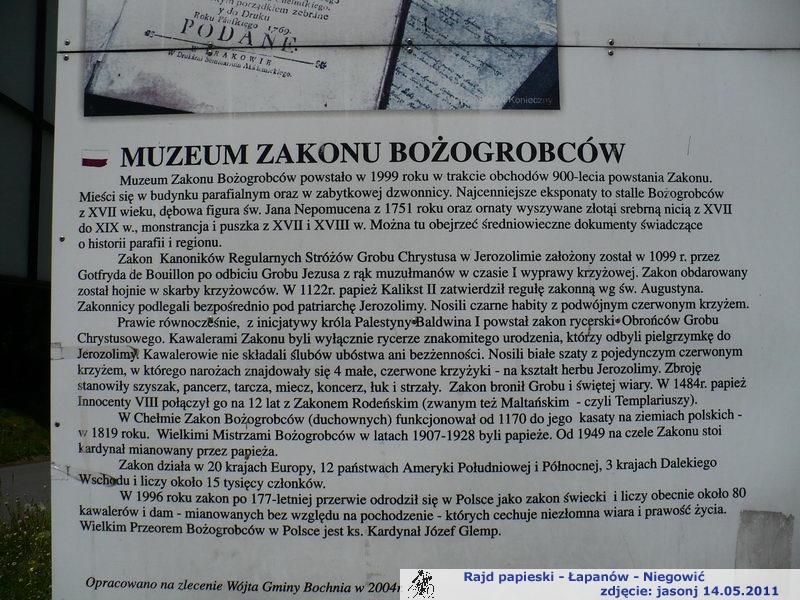 porządkiem zebrane
y do Druku
Roku Pańskiego 1769.
PODANE
W KRAKOWIE
W Drukarni Seminarium Akademickiego.
Konieczny
MUZEUM ZAKONU BOŻOGROBCÓW
Muzeum Zakonu Bożogrobców powstało w 1999 roku w trakcie obchodów 900-lecia powstania Zakonu.
Mieści się w budynku parafialnym oraz w zabytkowej dzwonnicy. Najcenniejsze eksponaty to stalle Bożogrobców
z XVII wieku, dębowa figura św. Jana Nepomucena z 1751 roku oraz ornaty wyszywane złotąi srebrną nicią z XVII
do XIX w., monstrancja i puszka z XVII i XVIII w. Można tu obejrzeć średniowieczne dokumenty świadczące
o historii parafii i regionu.
Zakon Kanoników Regularnych Stróżów Grobu Chrystusa w Jerozolimie założony został w 1099 r. przez
Gotfryda de Bouillon po odbiciu Grobu Jezusa z rąk muzułmanów w czasie I wyprawy krzyżowej. Zakon obdarowany
został hojnie w skarby krzyżowców. W 1122r. papież Kalikst II zatwierdził regułę zakonną wg św. Augustyna.
Zakonnicy podlegali bezpośrednio pod patriarchę Jerozolimy. Nosili czarne habity z podwójnym czerwonym krzyżem.
Prawie równocześnie, z inicjatywy króla Palestyny Baldwina I powstał zakon rycerski Obrońców Grobu
Chrystusowego. Kawalerami Zakonu byli wyłącznie rycerze znakomitego urodzenia, którzy odbyli pielgrzymkę do
Jerozolimy. Kawalerowie nie składali ślubów ubóstwa ani bezżenności. Nosili białe szaty z pojedynczym czerwonym
krzyżem, w którego narożach znajdowały się 4 małe, czerwone krzyżyki - na kształt herbu Jerozolimy. Zbroję
stanowiły szyszak, pancerz, tarcza, miecz, koncerz, łuk i strzały. Zakon bronił Grobu i świętej wiary. W 1484r. papież
Innocenty VIII połączył go na 12 lat z Zakonem Rodeńskim (zwanym też Maltańskim - czyli Templariuszy).
W Chełmie Zakon Bożogrobców (duchownych) funkcjonował od 1170 do jego kasaty na ziemiach polskich -
w 1819 roku. Wielkimi Mistrzami Bożogrobców w latach 1907-1928 byli papieże. Od 1949 na czele Zakonu stoi
kardynał mianowany przez papieża.
Zakon działa w 20 krajach Europy, 12 państwach Ameryki Południowej i Północnej, 3 krajach Dalekiego
Wschodu i liczy około 15 tysięcy członków.
W 1996 roku zakon po 177-letniej przerwie odrodził się w Polsce jako zakon świecki i liczy obecnie około 80
kawalerów i dam - mianowanych bez względu na pochodzenie - których cechuje niezłomna wiara i prawość życia.
Wielkim Przeorem Bożogrobców w Polsce jest ks. Kardynał Józef Glemp.
Opracowano na zlecenie Wójta Gminy Bochnia w 2004r
Rajd papieski - Łapanów - Niegowić
zdjęcie: jasonj 14.05.2011